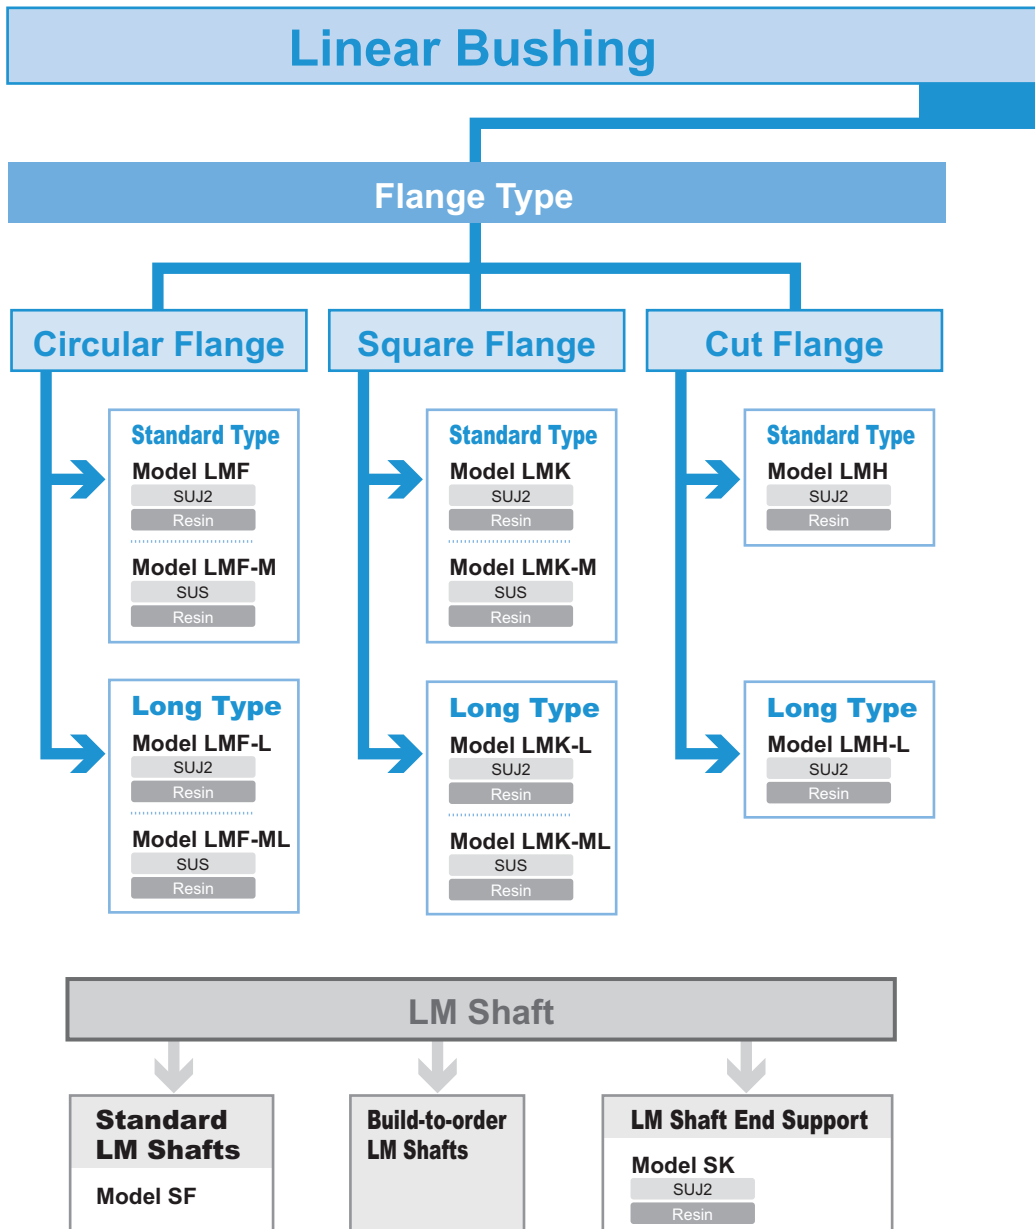 Linear Bushing
Flange Type
Circular Flange
Standard Type
Model LMF
SUJ2
Resin
Model LMF-M
SUS
Resin
Long Type
Model LMF-L
SUJ2
Resin
Model LMF-ML
SUS
Resin
Square Flange
Standard Type
Model LMK
SUJ2
Resin
Model LMK-M
SUS
Resin
Long Type
Model LMK-L
SUJ2
Resin
Model LMK-ML
SUS
Resin
Cut Flange
Standard Type
Model LMH
SUJ2
Resin
Long Type
Model LMH-L
SUJ2
Resin
LM Shaft
Standard
LM Shafts
Model SF
Build-to-order
LM Shafts
LM Shaft End Support
Model SK
SUJ2
Resin